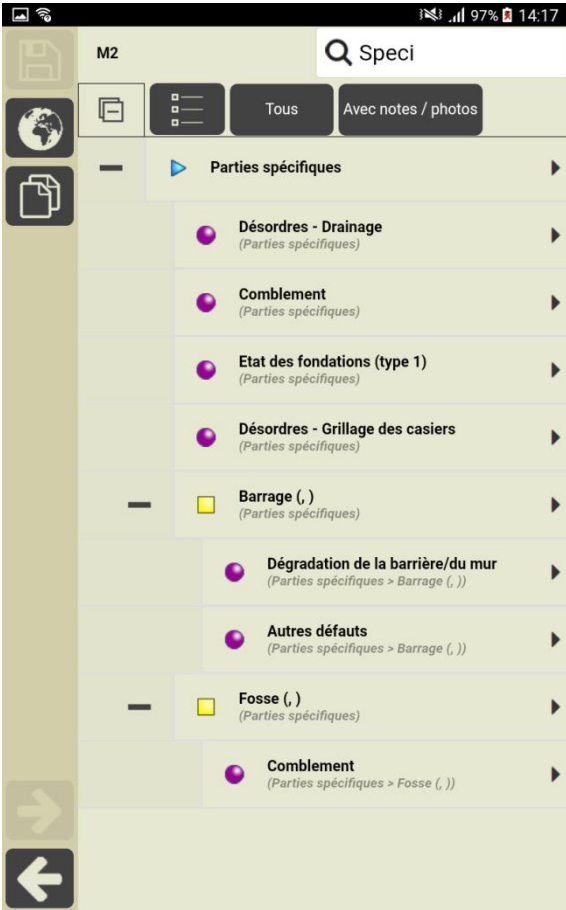 97% 14:17
M2 Speci
Tous Avec notes / photos
Parties spécifiques
Désordres - Drainage
(Parties spécifiques)
Comblement
(Parties spécifiques)
Etat des fondations (type 1)
(Parties spécifiques)
Désordres - Grillage des casiers
(Parties spécifiques)
Barrage (, )
(Parties spécifiques)
Dégradation de la barrière/du mur
(Parties spécifiques > Barrage (, ))
Autres défauts
(Parties spécifiques > Barrage (, ))
Fosse (, )
(Parties spécifiques)
Comblement
(Parties spécifiques > Fosse (, ))